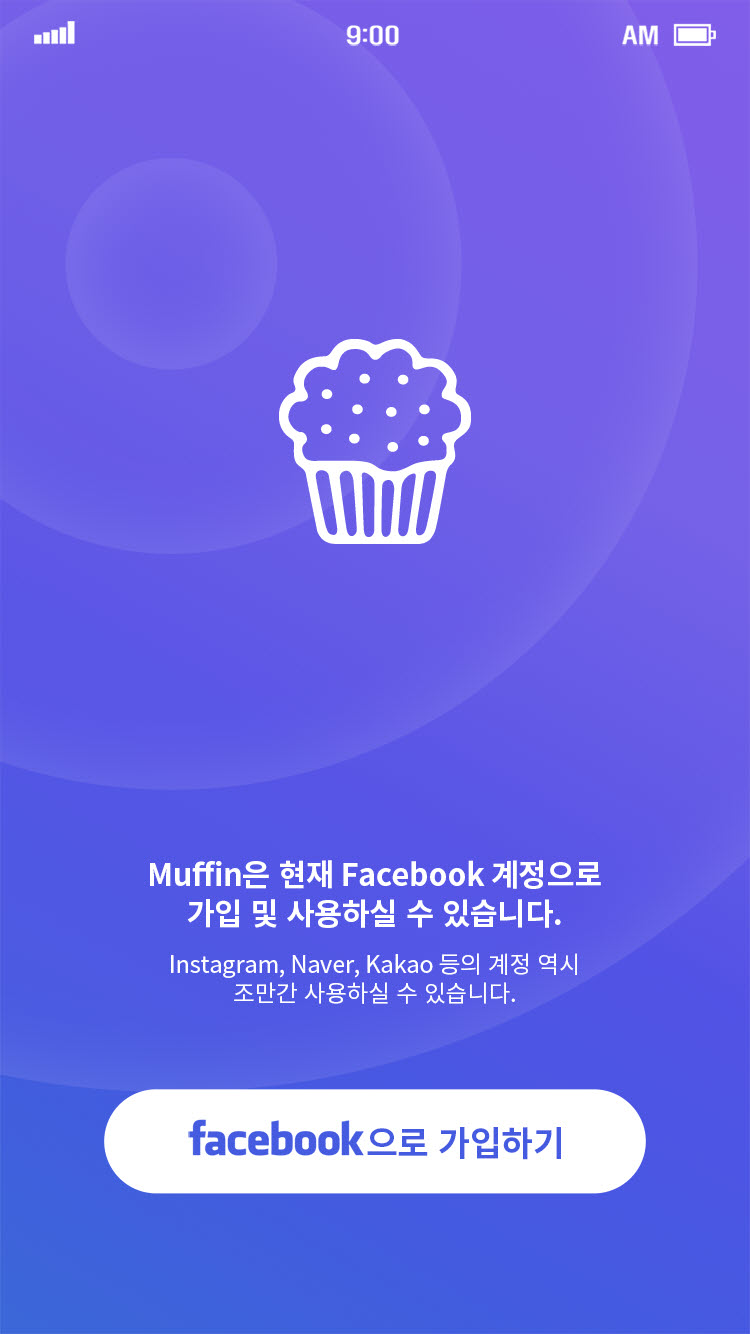 9:00 AM
Muffin은 현재 Facebook 계정으로
가입 및 사용하실 수 있습니다.
Instagram, Naver, Kakao 등의 계정 역시
조만간 사용하실 수 있습니다.
facebook으로 가입하기